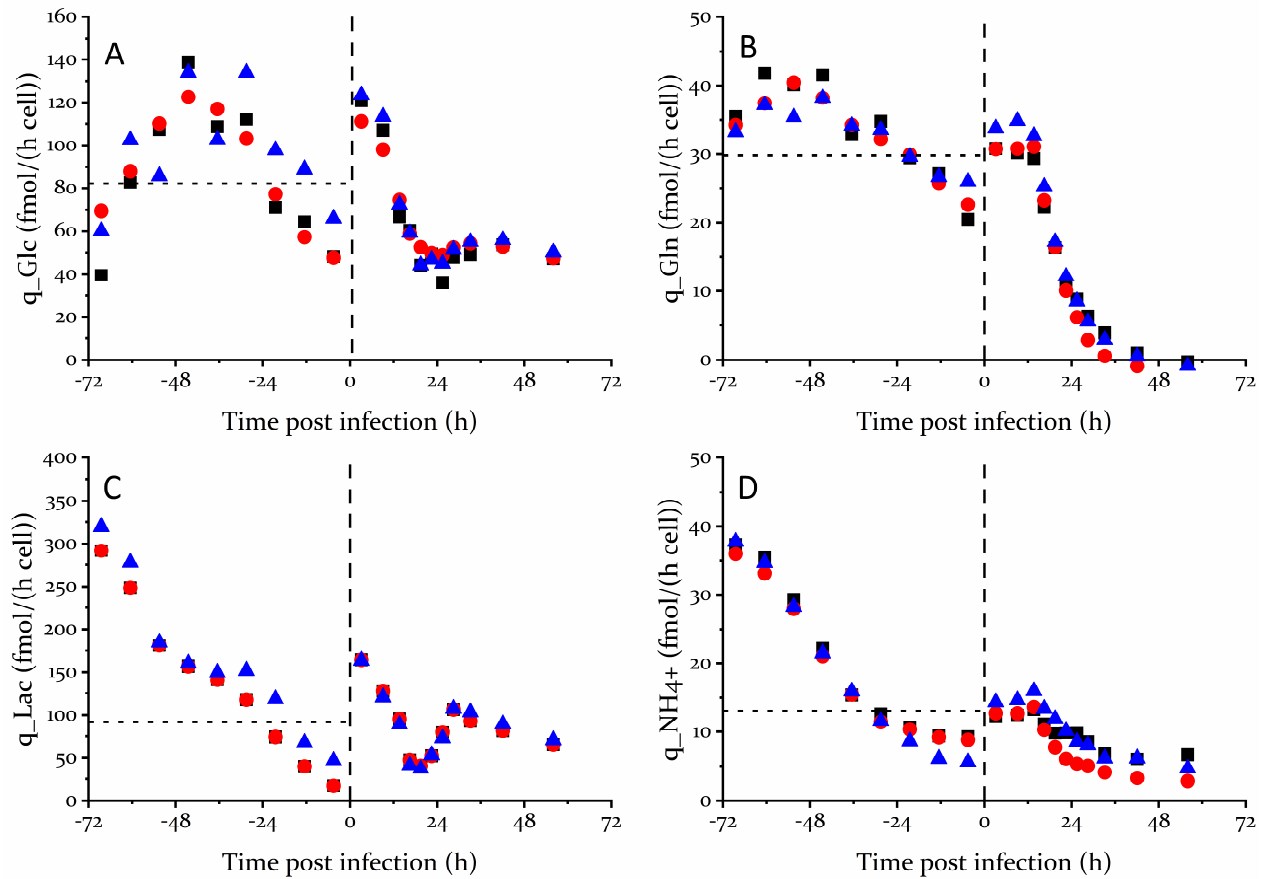 A
q_Glc (fmol/(h cell))
160
140
120
100
80
60
40
20
0
-72 -48 -24 0 24 48 72
Time post infection (h)
B
q_Gln (fmol/(h cell))
50
40
30
20
10
0
-72 -48 -24 0 24 48 72
Time post infection (h)
C
q_Lac (fmol/(h cell))
400
350
300
250
200
150
100
50
0
-72 -48 -24 0 24 48 72
Time post infection (h)
D
q_NH4+ (fmol/(h cell))
50
40
30
20
10
0
-72 -48 -24 0 24 48 72
Time post infection (h)